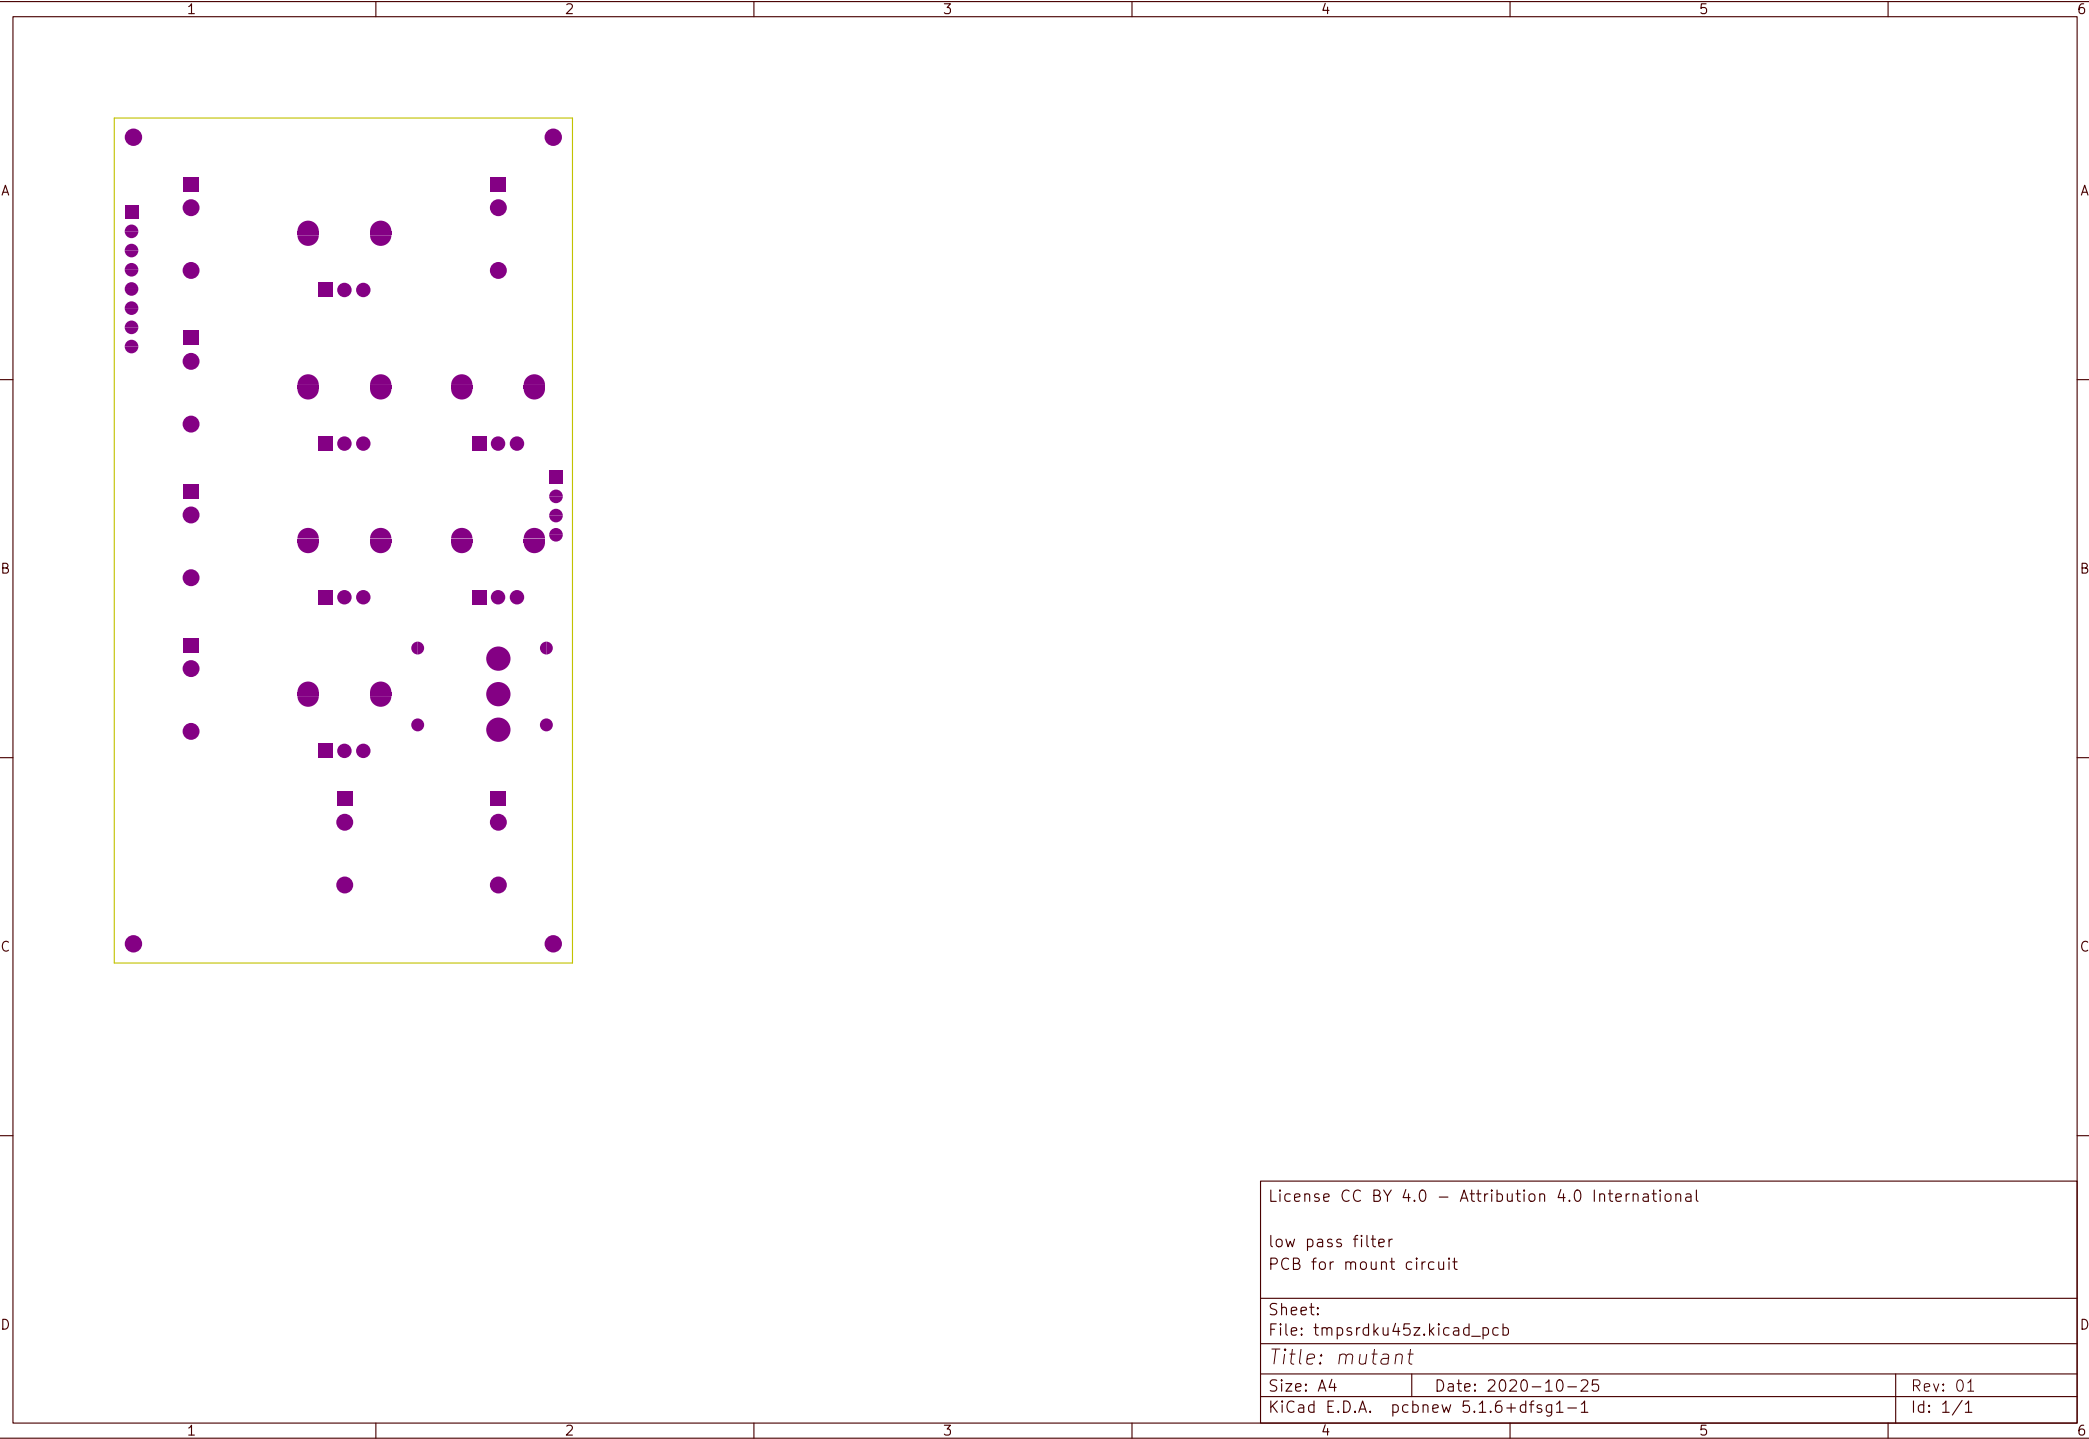 1 2 3 4 5 6
A A
B B
C C
License CC BY 4.0 – Attribution 4.0 International
low pass filter
PCB for mount circuit
Sheet:
File: tmpsrdku45z.kicad_pcb
D D
Title: mutant
Size: A4 Date: 2020-10-25 Rev: 01
KiCad E.D.A. pcbnew 5.1.6+dfsg1-1 Id: 1/1
1 2 3 4 5 6